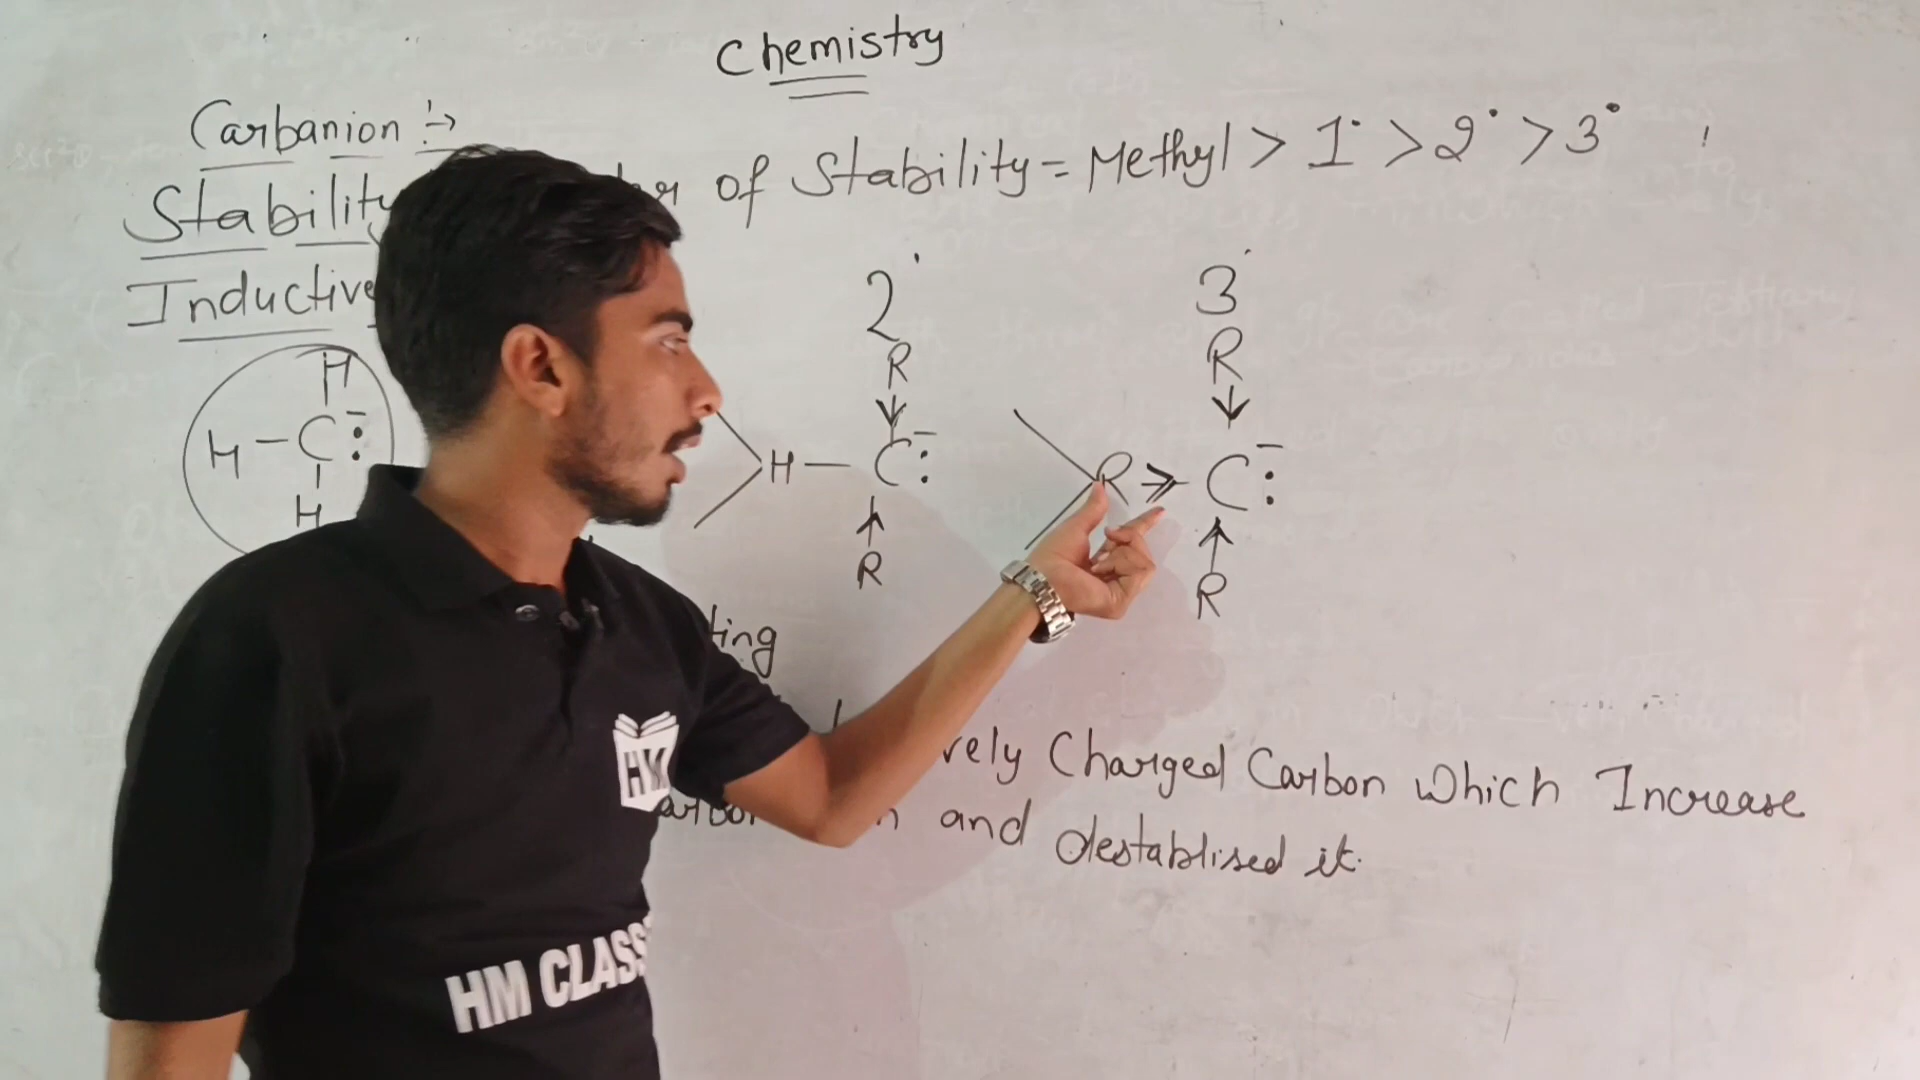 Chemistry
Carbanion :→
Stability of Stability = Methyl > 1° > 2° > 3°
Inductive
2°
3°
R
R
H
H – C:⁻
H
> H – C:⁻
> R → C:⁻
R
R
ting
vely Charged Carbon Which Increase
and destablised it.
HM
HM CLASS